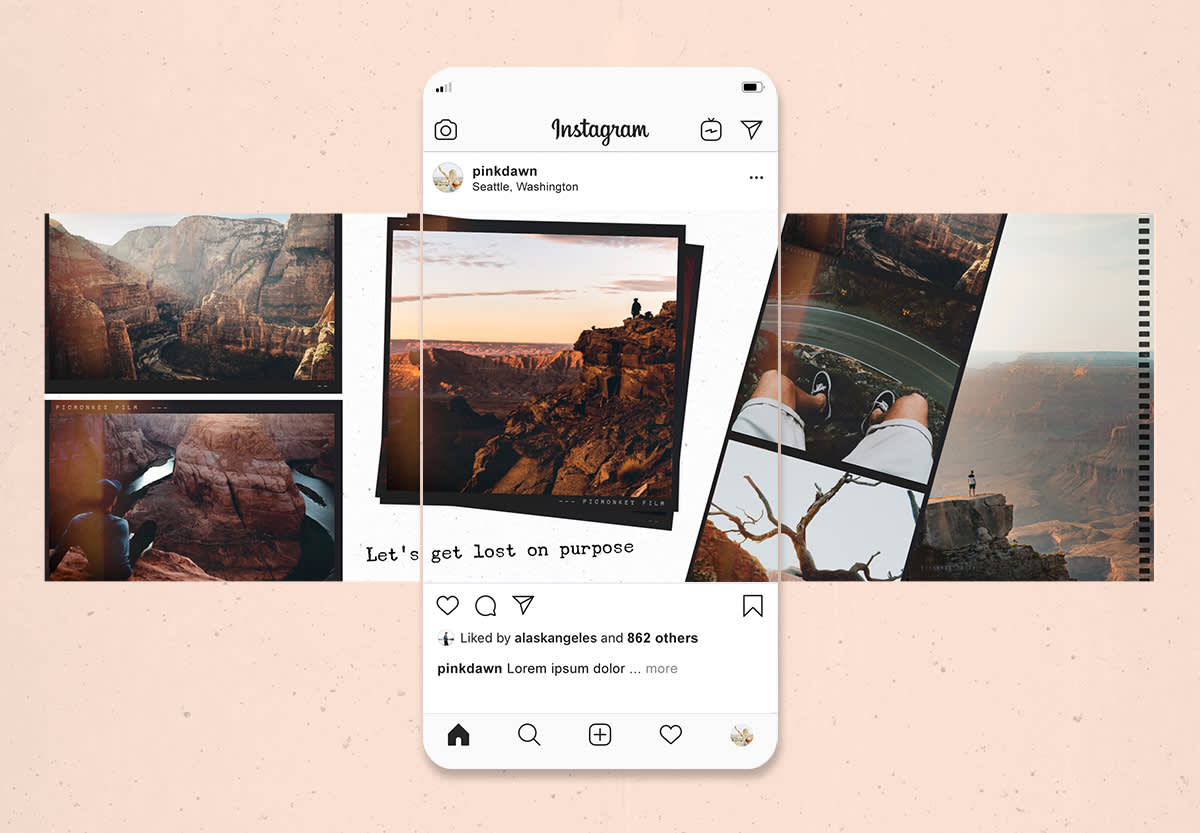 Instagram
pinkdawn
Seattle, Washington
PICMONKEY FILM ---
--- PICMONKEY FILM
Let's get lost on purpose
Liked by alaskangeles and 862 others
pinkdawn Lorem ipsum dolor ... more